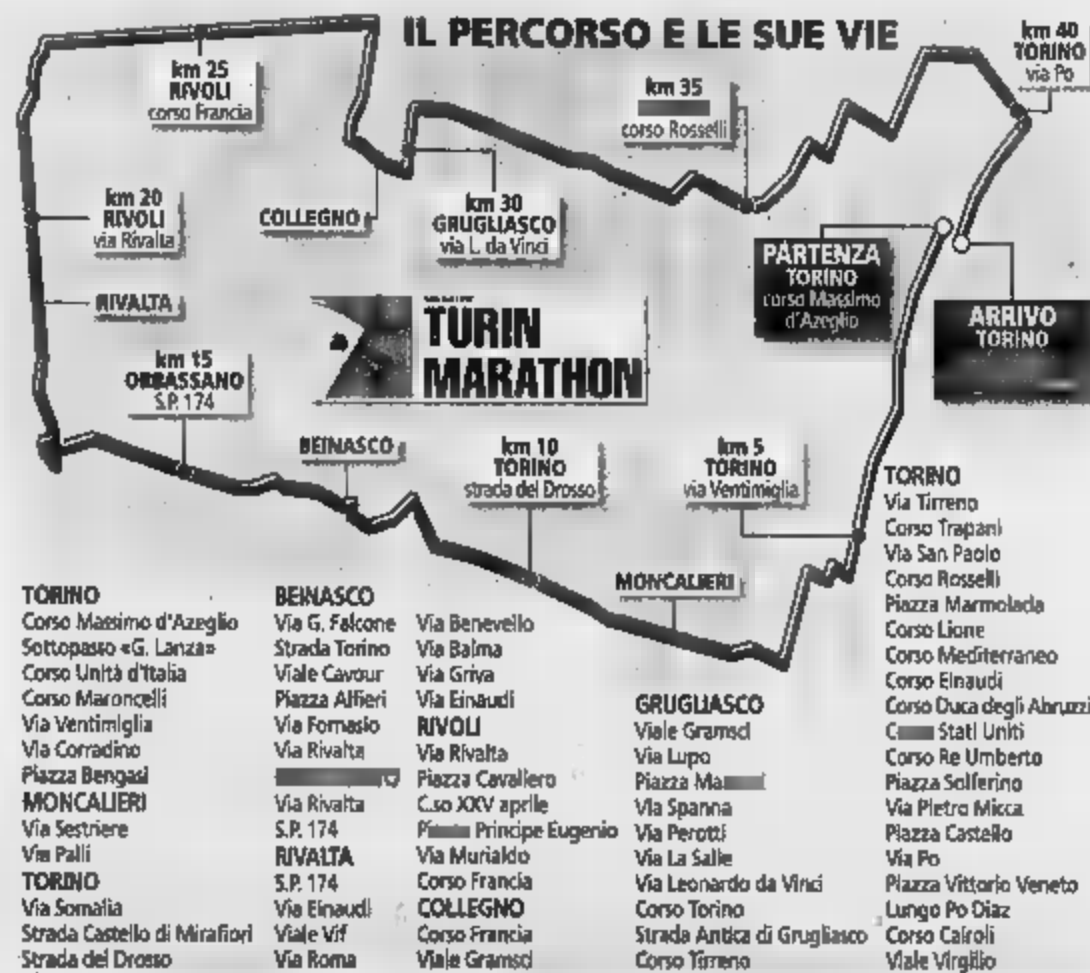 IL PERCORSO E LE SUE VIE
km 40
TORINO
via Po
km 25
RIVOLI
corso Francia
km 35
corso Rosselli
km 20
RIVOLI
via Rivalta
COLLEGNO
km 30
GRUGLIASCO
via L. da Vinci
PARTENZA
TORINO
corso Massimo
d'Azeglio
RIVALTA
ARRIVO
TORINO
TURIN
MARATHON
km 15
ORBASSANO
S.P. 174
BEINASCO
km 10
TORINO
strada del Drosso
km 5
TORINO
via Ventimiglia
MONCALIERI
TORINO
Corso Massimo d'Azeglio
Sottopasso «G. Lanza»
Corso Unità d'Italia
Corso Maroncelli
Via Ventimiglia
Via Corradino
Piazza Bengasi
MONCALIERI
Via Sestriere
Via Palli
TORINO
Via Somalia
Strada Castello di Mirafiori
Strada del Drosso
BEINASCO
Via G. Falcone
Strada Torino
Viale Cavour
Piazza Alfieri
Via Fornasio
Via Rivalta
Via Rivalta
S.P. 174
RIVALTA
S.P. 174
Via Einaudi
Viale Vif
Via Roma
Via Benevello
Via Balma
Via Griva
Via Einaudi
RIVOLI
Via Rivalta
Piazza Cavallero
C.so XXV aprile
Principe Eugenio
Via Murialdo
Corso Francia
COLLEGNO
Corso Francia
Viale Gramsci
GRUGLIASCO
Viale Gramsci
Via Lupo
Piazza
Via Spanna
Via Perotti
Via La Salle
Via Leonardo da Vinci
Corso Torino
Strada Antica di Grugliasco
Corso Tirreno
TORINO
Via Tirreno
Corso Trapani
Via San Paolo
Corso Rosselli
Piazza Marmolada
Corso Lione
Corso Mediterraneo
Corso Einaudi
Corso Duca degli Abruzzi
Stati Uniti
Corso Re Umberto
Piazza Solferino
Via Pietro Micca
Piazza Castello
Via Po
Piazza Vittorio Veneto
Lungo Po Diaz
Corso Cairoli
Viale Virgilio